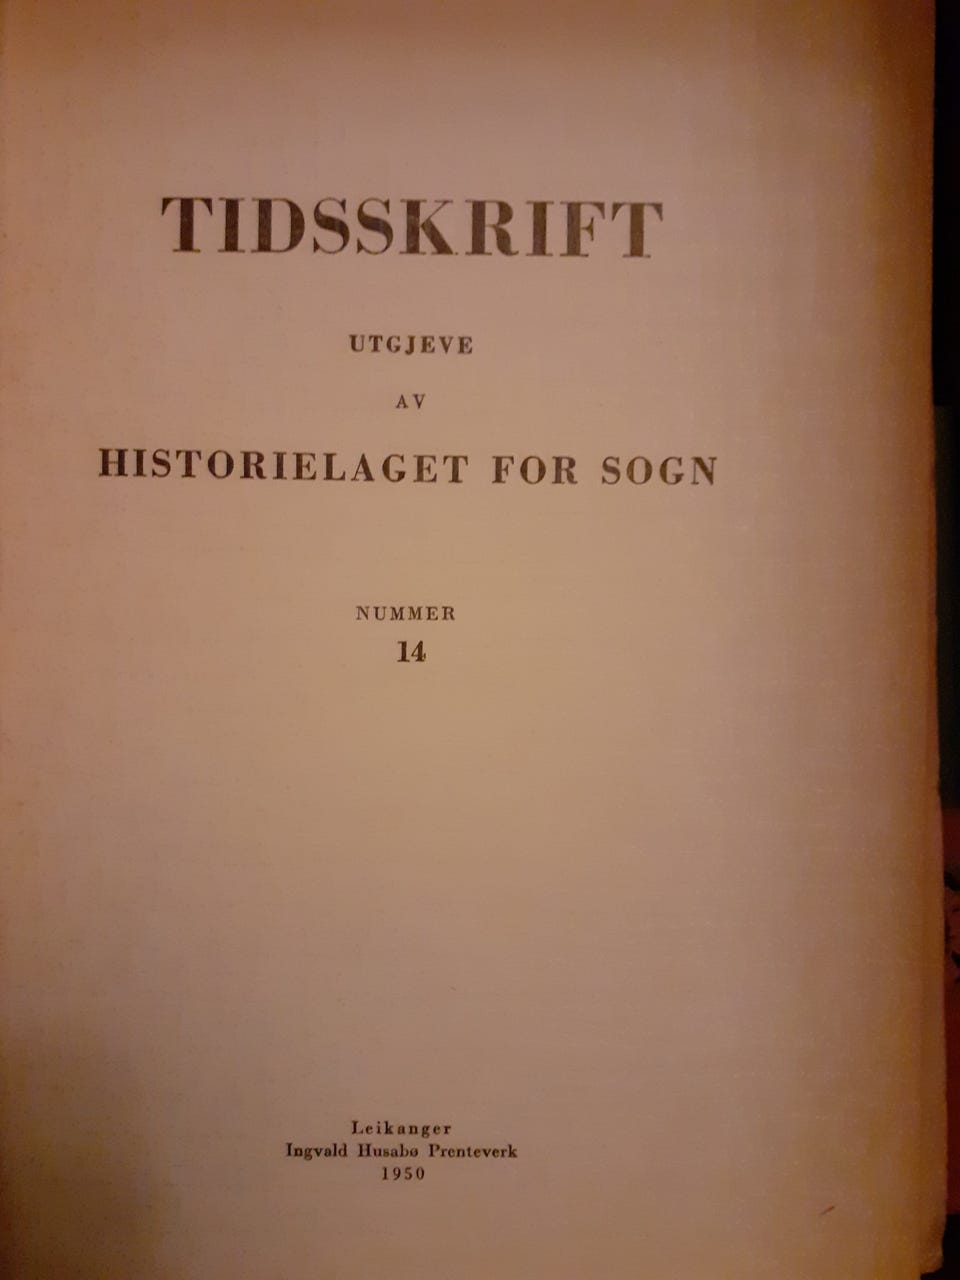 TIDSSKRIFT
UTGJEVE
AV
HISTORIELAGET FOR SOGN
NUMMER
14
Leikanger
Ingvald Husabø Prenteverk
1950